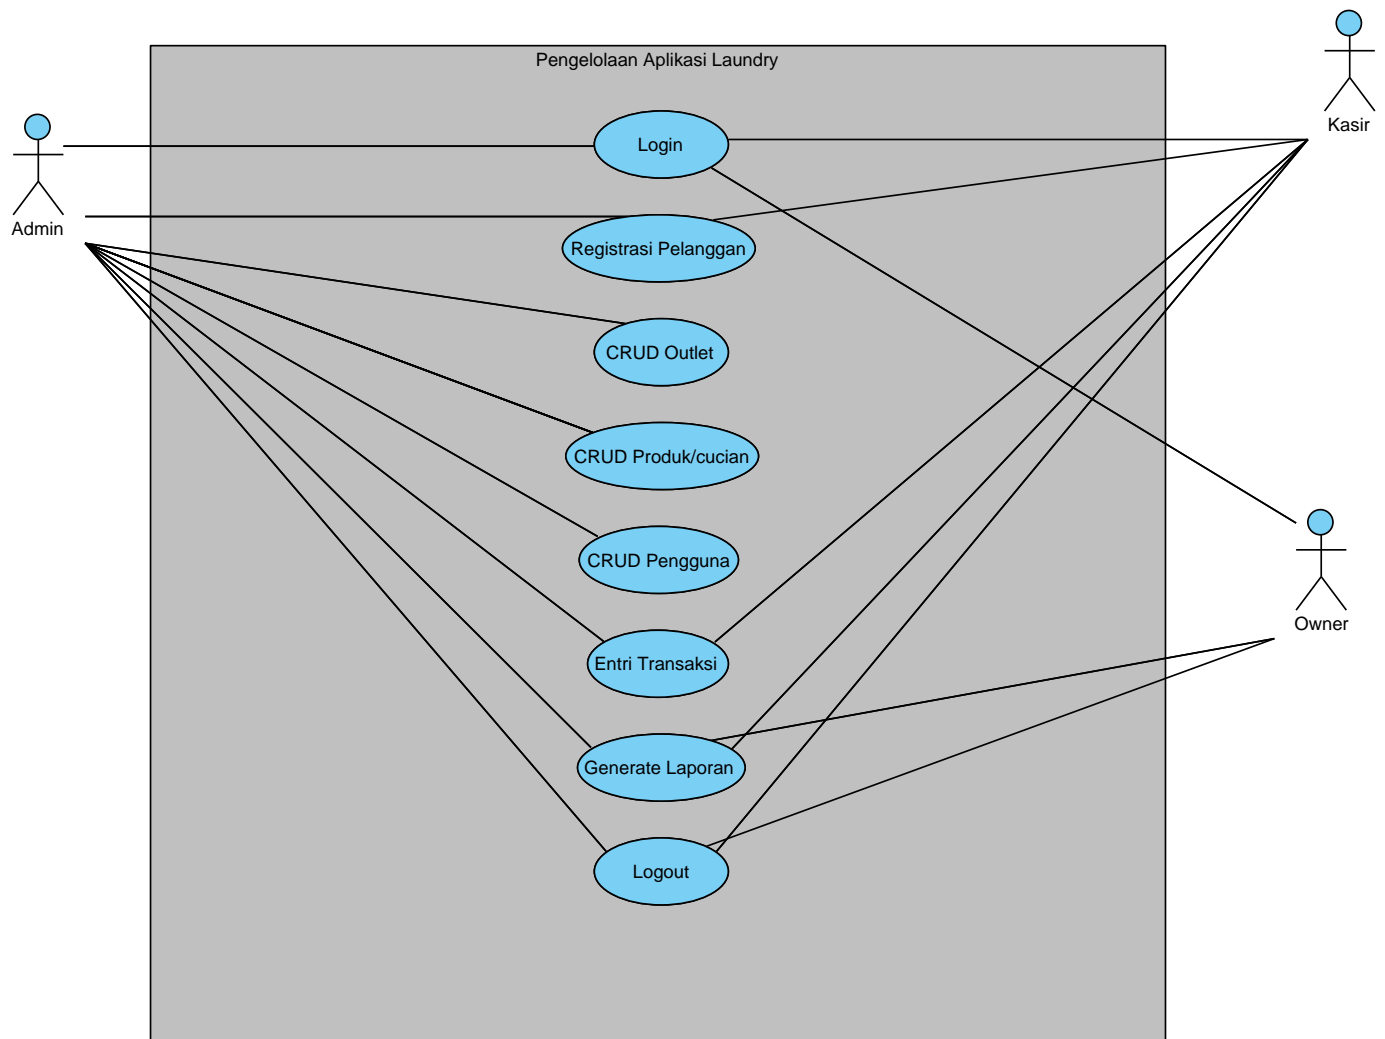 Pengelolaan Aplikasi Laundry
Kasir
Admin
Login
Registrasi Pelanggan
CRUD Outlet
CRUD Produk/cucian
CRUD Pengguna
Owner
Entri Transaksi
Generate Laporan
Logout